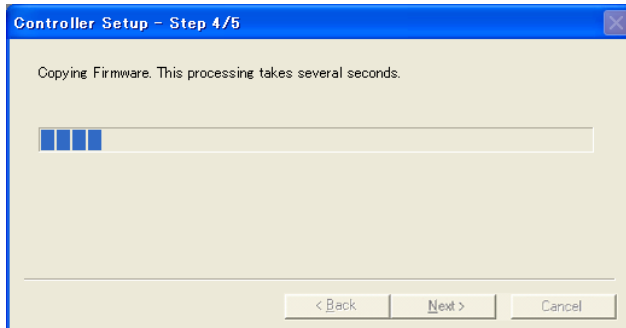 Controller Setup - Step 4/5
Copying Firmware. This processing takes several seconds.
< Back
Next >
Cancel